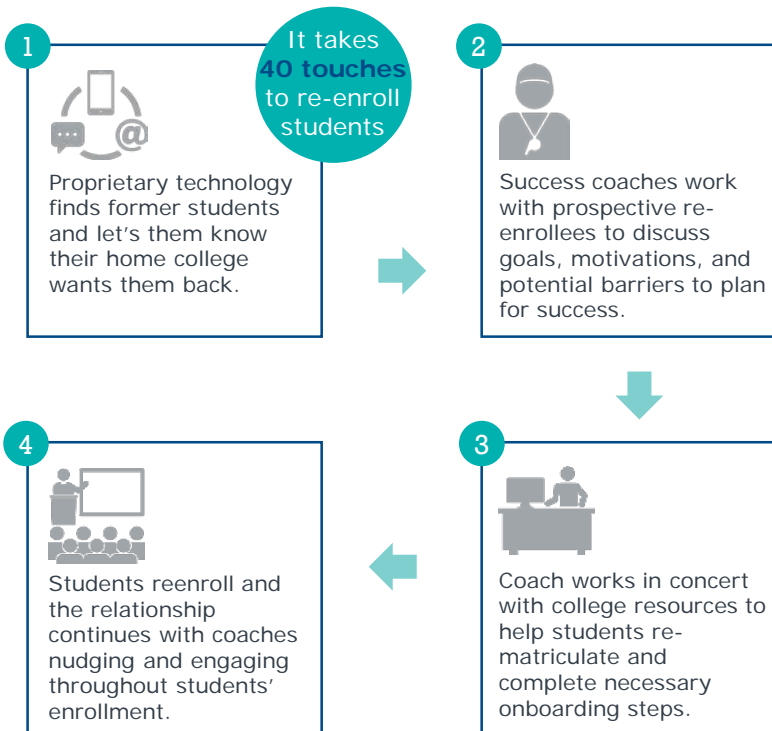 1
It takes
40 touches
to re-enroll
students
Proprietary technology
finds former students
and let's them know
their home college
wants them back.
2
Success coaches work
with prospective re-
enrollees to discuss
goals, motivations, and
potential barriers to plan
for success.
3
Coach works in concert
with college resources to
help students re-
matriculate and
complete necessary
onboarding steps.
4
Students reenroll and
the relationship
continues with coaches
nudging and engaging
throughout students'
enrollment.